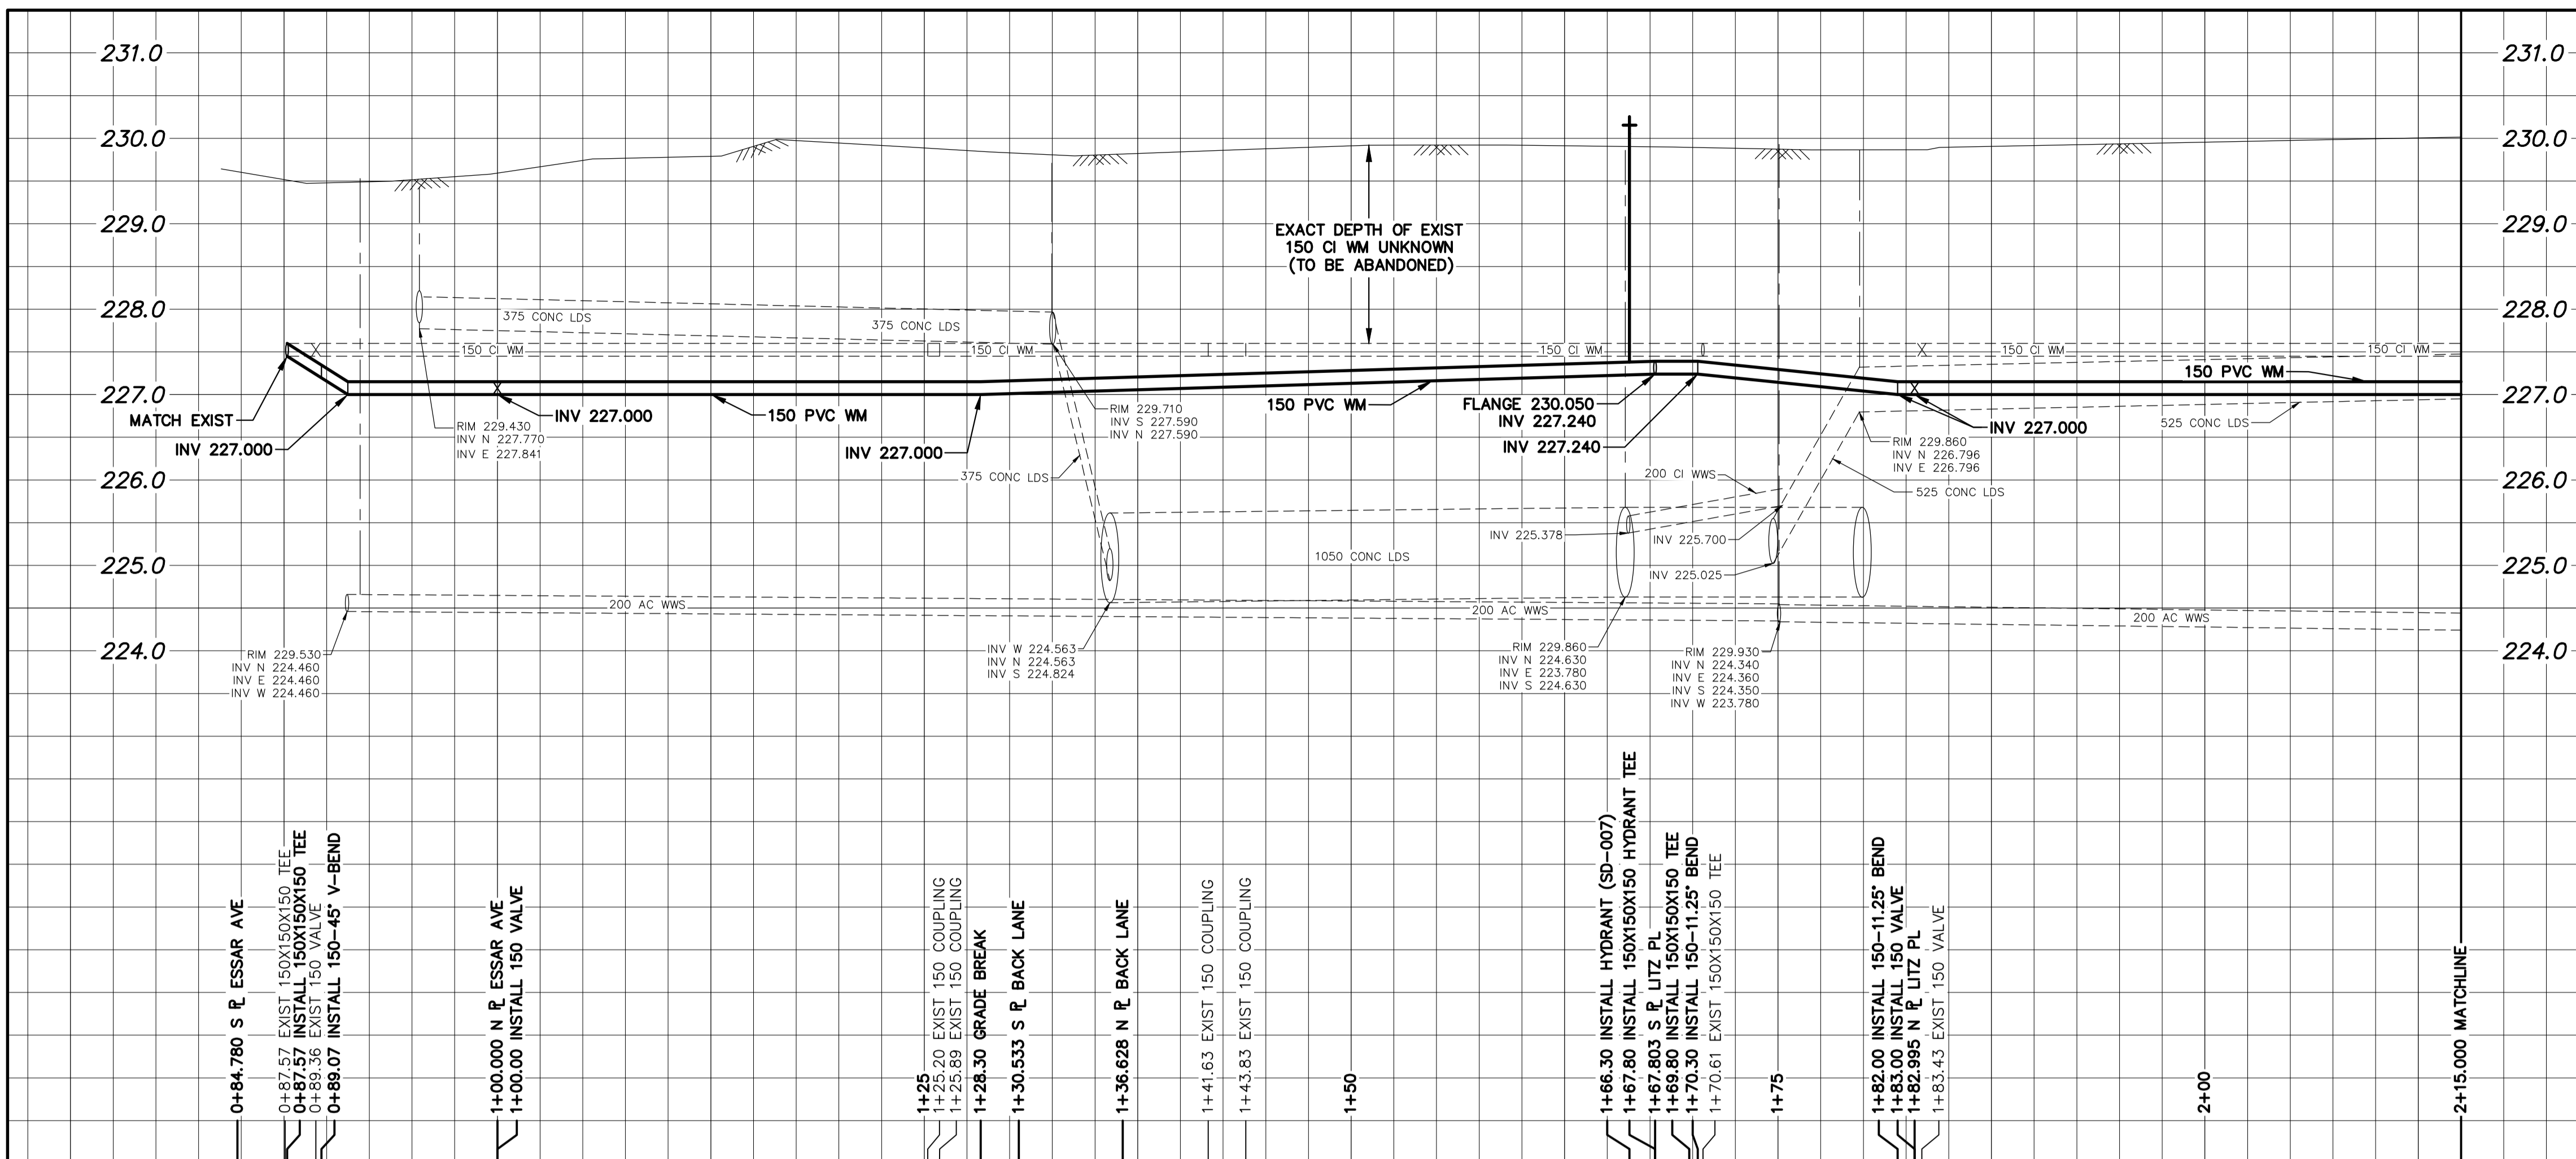 231.0
231.0
230.0
230.0
229.0
229.0
EXACT DEPTH OF EXIST
150 CI WM UNKNOWN
(TO BE ABANDONED)
228.0
228.0
375 CONC LDS
375 CONC LDS
150 CI WM
150 CI WM
150 CI WM
150 CI WM
150 CI WM
150 PVC WM
227.0
227.0
MATCH EXIST
INV 227.000
INV 227.000
150 PVC WM
INV 227.000
RIM 229.430
INV N 227.770
INV E 227.841
RIM 229.710
INV S 227.590
INV N 227.590
150 PVC WM
FLANGE 230.050
INV 227.240
INV 227.240
INV 227.000
525 CONC LDS
RIM 229.860
INV N 226.796
INV E 226.796
375 CONC LDS
200 CI WWS
525 CONC LDS
226.0
226.0
INV 225.378
INV 225.700
1050 CONC LDS
INV 225.025
225.0
225.0
200 AC WWS
200 AC WWS
200 AC WWS
224.0
224.0
RIM 229.530
INV N 224.460
INV E 224.460
INV W 224.460
INV W 224.563
INV N 224.563
INV S 224.824
RIM 229.860
INV N 224.630
INV E 223.780
INV S 224.630
RIM 229.930
INV N 224.340
INV E 224.360
INV S 224.350
INV W 223.780
0+84.780 S PL ESSAR AVE
0+87.57 EXIST 150X150X150 TEE
0+87.57 INSTALL 150X150X150 TEE
0+89.36 EXIST 150 VALVE
0+89.07 INSTALL 150-45° V-BEND
1+00.000 N PL ESSAR AVE
1+00.00 INSTALL 150 VALVE
1+25
1+25.20 EXIST 150 COUPLING
1+25.89 EXIST 150 COUPLING
1+28.30 GRADE BREAK
1+30.533 S PL BACK LANE
1+36.628 N PL BACK LANE
1+41.63 EXIST 150 COUPLING
1+43.83 EXIST 150 COUPLING
1+50
1+66.30 INSTALL HYDRANT (SD-007)
1+67.80 INSTALL 150X150X150 HYDRANT TEE
1+67.803 S PL LITZ PL
1+69.80 INSTALL 150X150X150 TEE
1+70.30 INSTALL 150-11.25° BEND
1+70.61 EXIST 150X150X150 TEE
1+75
1+82.00 INSTALL 150-11.25° BEND
1+83.00 INSTALL 150 VALVE
1+82.995 N PL LITZ PL
1+83.43 EXIST 150 VALVE
2+00
2+15.000 MATCHLINE